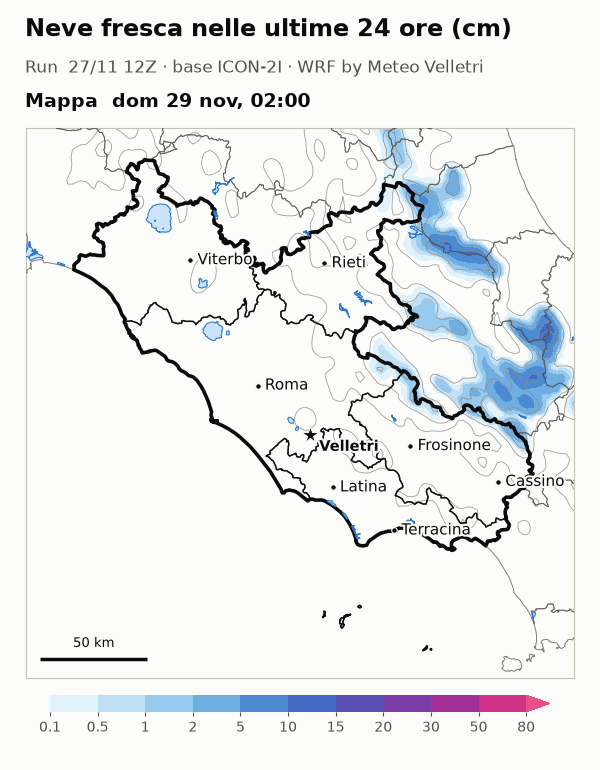 Neve fresca nelle ultime 24 ore (cm)
Run  27/11 12Z · base ICON-2I · WRF by Meteo Velletri
Mappa  dom 29 nov, 02:00
Viterbo
Rieti
Roma
Velletri
Frosinone
Cassino
Latina
Terracina
50 km
0.1 0.5 1 2 5 10 15 20 30 50 80